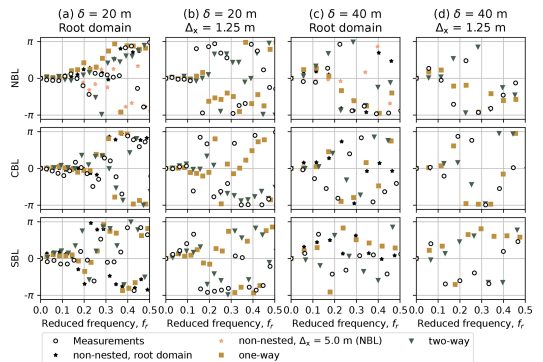 (a) δ = 20 m (b) δ = 20 m (c) δ = 40 m (d) δ = 40 m
Root domain Δx = 1.25 m Root domain Δx = 1.25 m
NBL
π
0
-π
CBL
π
0
-π
SBL
π
0
-π
0.0 0.1 0.2 0.3 0.4 0.5 0.0 0.1 0.2 0.3 0.4 0.5 0.0 0.1 0.2 0.3 0.4 0.5 0.0 0.1 0.2 0.3 0.4 0.5
Reduced frequency, fr Reduced frequency, fr Reduced frequency, fr Reduced frequency, fr
Measurements non-nested, Δx = 5.0 m (NBL) two-way
non-nested, root domain one-way